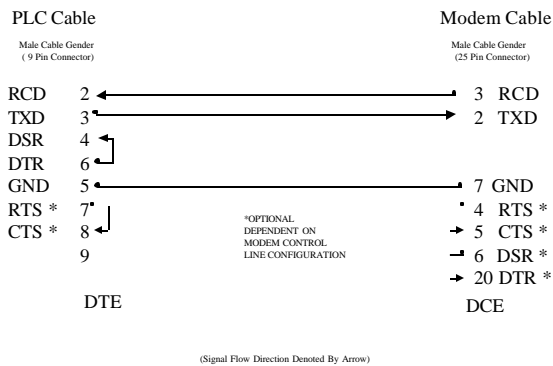 PLC Cable Modem Cable
Male Cable Gender Male Cable Gender
( 9 Pin Connector) (25 Pin Connector)
RCD 2 3 RCD
TXD 3 2 TXD
DSR 4
DTR 6
GND 5 7 GND
RTS * 7 4 RTS *
CTS * 8 5 CTS *
9 6 DSR *
20 DTR *
*OPTIONAL
DEPENDENT ON
MODEM CONTROL
LINE CONFIGURATION
DTE DCE
(Signal Flow Direction Denoted By Arrow)